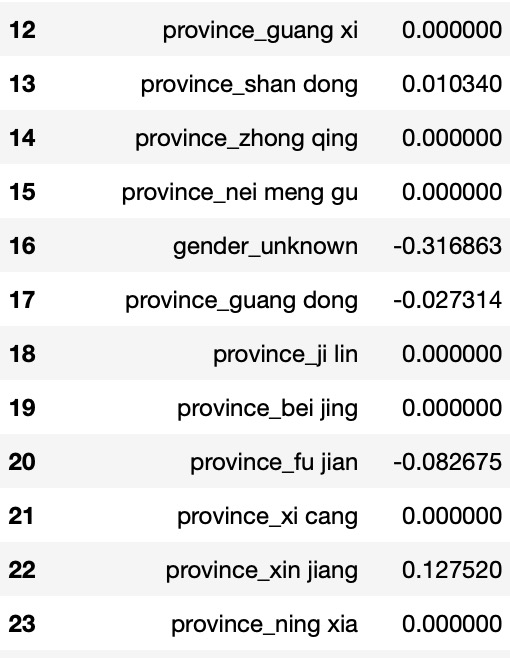 12 province_guang xi 0.000000
13 province_shan dong 0.010340
14 province_zhong qing 0.000000
15 province_nei meng gu 0.000000
16 gender_unknown -0.316863
17 province_guang dong -0.027314
18 province_ji lin 0.000000
19 province_bei jing 0.000000
20 province_fu jian -0.082675
21 province_xi cang 0.000000
22 province_xin jiang 0.127520
23 province_ning xia 0.000000